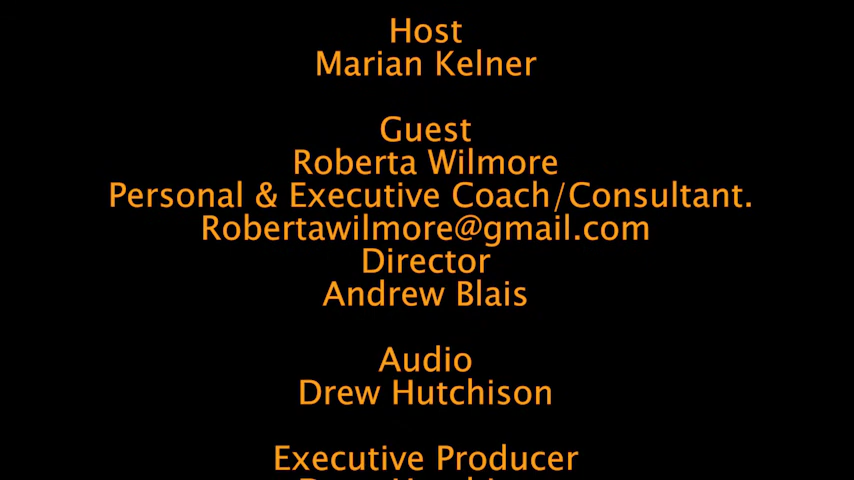 Host
Marian Kelner
Guest
Roberta Wilmore
Personal & Executive Coach/Consultant.
Robertawilmore@gmail.com
Director
Andrew Blais
Audio
Drew Hutchison
Executive Producer